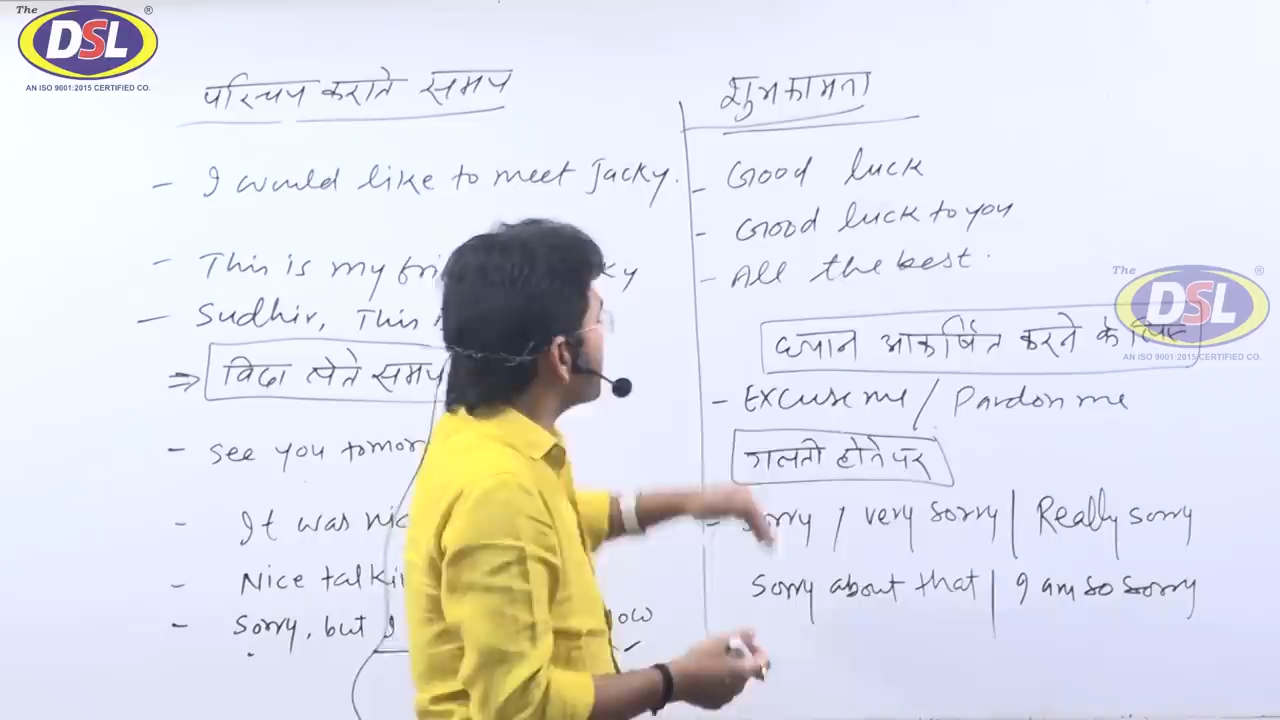 The
DSL
®
AN ISO 9001:2015 CERTIFIED CO.
परिचय कराते समय
- I would like to meet Jacky.
- This is my
- Sudhir, This
⇒ विदा लेते समय
- See you
- It was
- Nice
- Sorry, but I
शुभकामना
- Good luck
- Good luck to you
- All the best.
ध्यान आकर्षित करने के लिए
- Excuse me / Pardon me
गलती होने पर
- Sorry / very sorry | Really sorry
Sorry about that | I am so sorry
The
DSL
®
AN ISO 9001:2015 CERTIFIED CO.